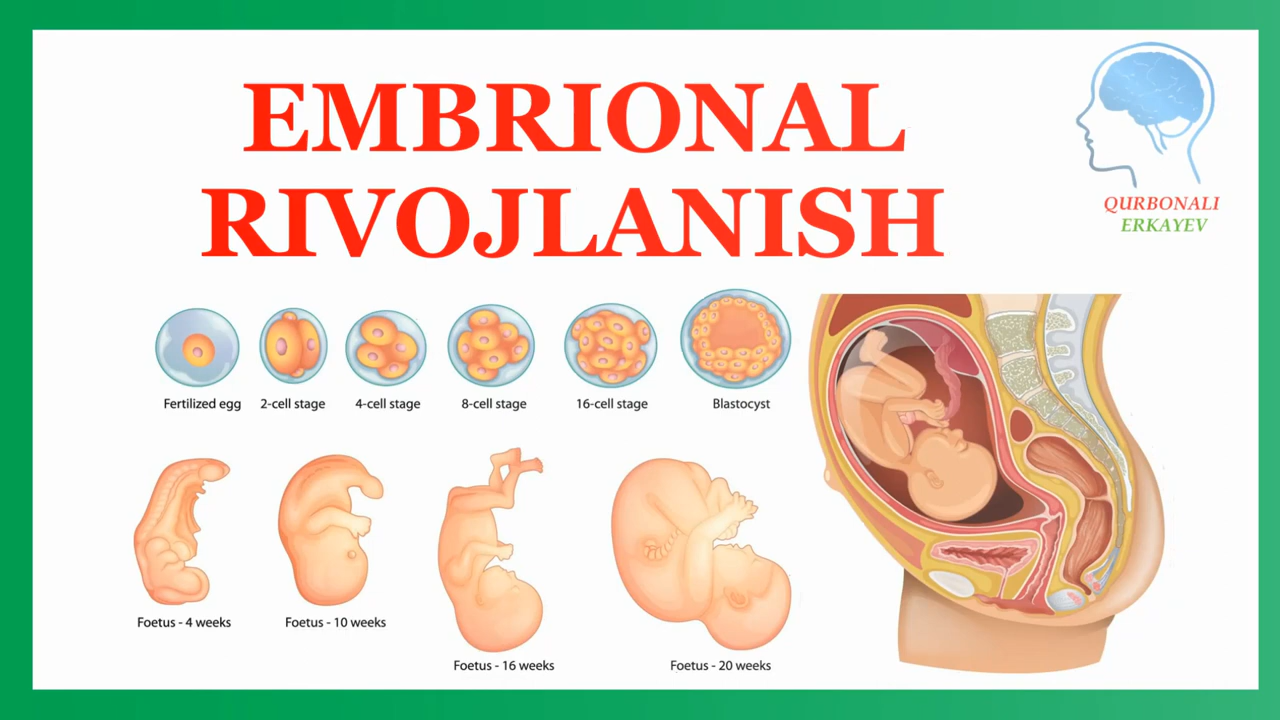 EMBRIONAL
RIVOJLANISH
QURBONALI
ERKAYEV
Fertilized egg
2-cell stage
4-cell stage
8-cell stage
16-cell stage
Blastocyst
Foetus - 4 weeks
Foetus - 10 weeks
Foetus - 16 weeks
Foetus - 20 weeks